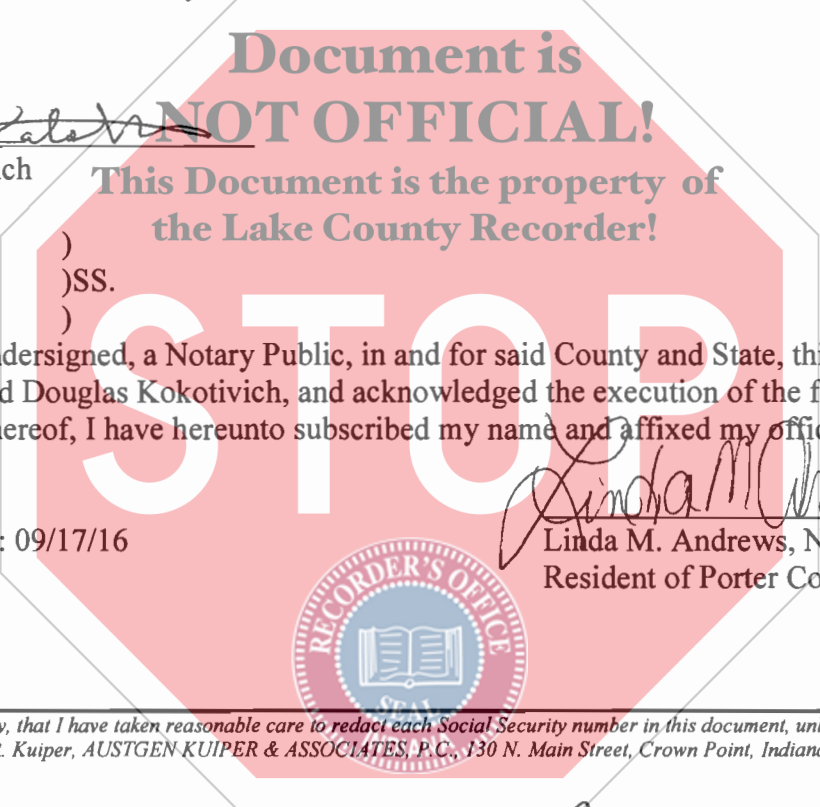 Document is
NOT OFFICIAL!
ch
This Document is the property of
the Lake County Recorder!
)
)SS.
)
STOP
ndersigned, a Notary Public, in and for said County and State, thi
d Douglas Kokotivich, and acknowledged the execution of the f
hereof, I have hereunto subscribed my name and affixed my offic
Linda M
: 09/17/16
Linda M. Andrews, N
Resident of Porter Co
RECORDER'S OFFICE
SEAL
y, that I have taken reasonable care to redact each Social Security number in this document, unl
. Kuiper, AUSTGEN KUIPER & ASSOCIATES, P.C., 130 N. Main Street, Crown Point, Indiana